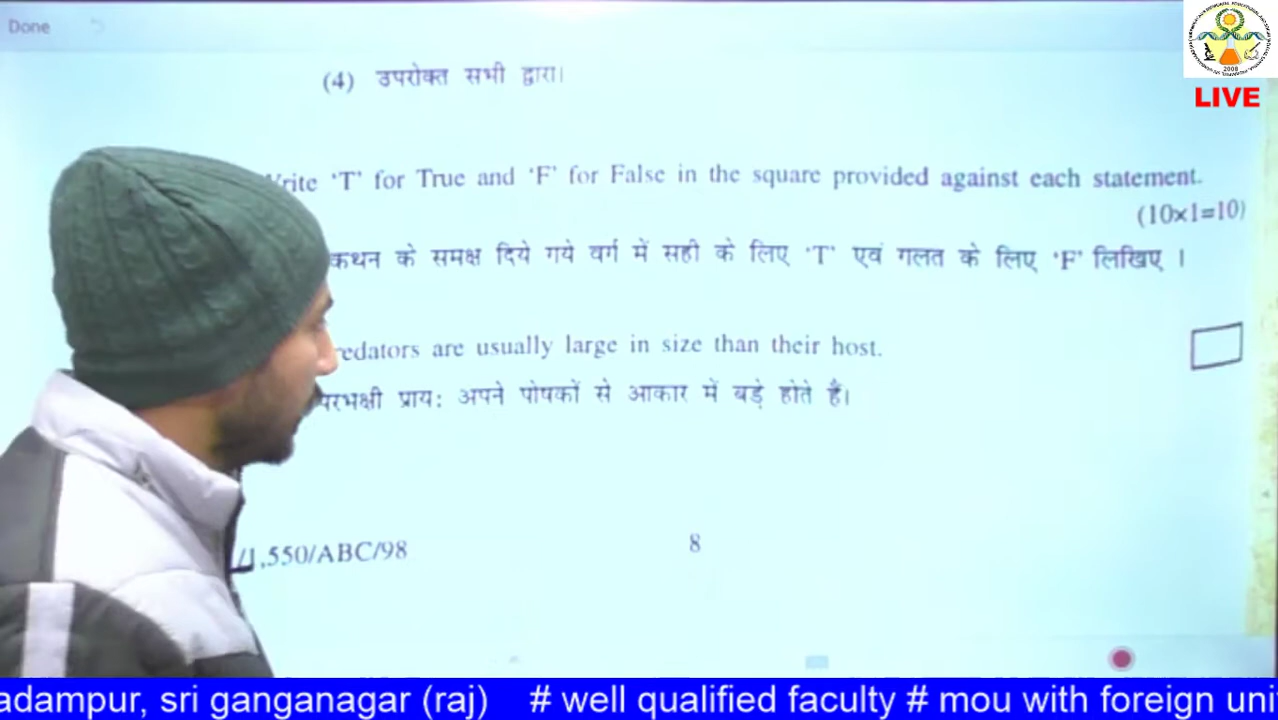 Done
LIVE
(4) उपरोक्त सभी द्वारा।
rite ‘T’ for True and ‘F’ for False in the square provided against each statement.
(10×1=10)
कथन के समक्ष दिये गये वर्ग में सही के लिए ‘T’ एवं गलत के लिए ‘F’ लिखिए ।
redators are usually large in size than their host.
परभक्षी प्राय: अपने पोषकों से आकार में बड़े होते हैं।
1,550/ABC/98
8
adampur, sri ganganagar (raj) # well qualified faculty # mou with foreign uni